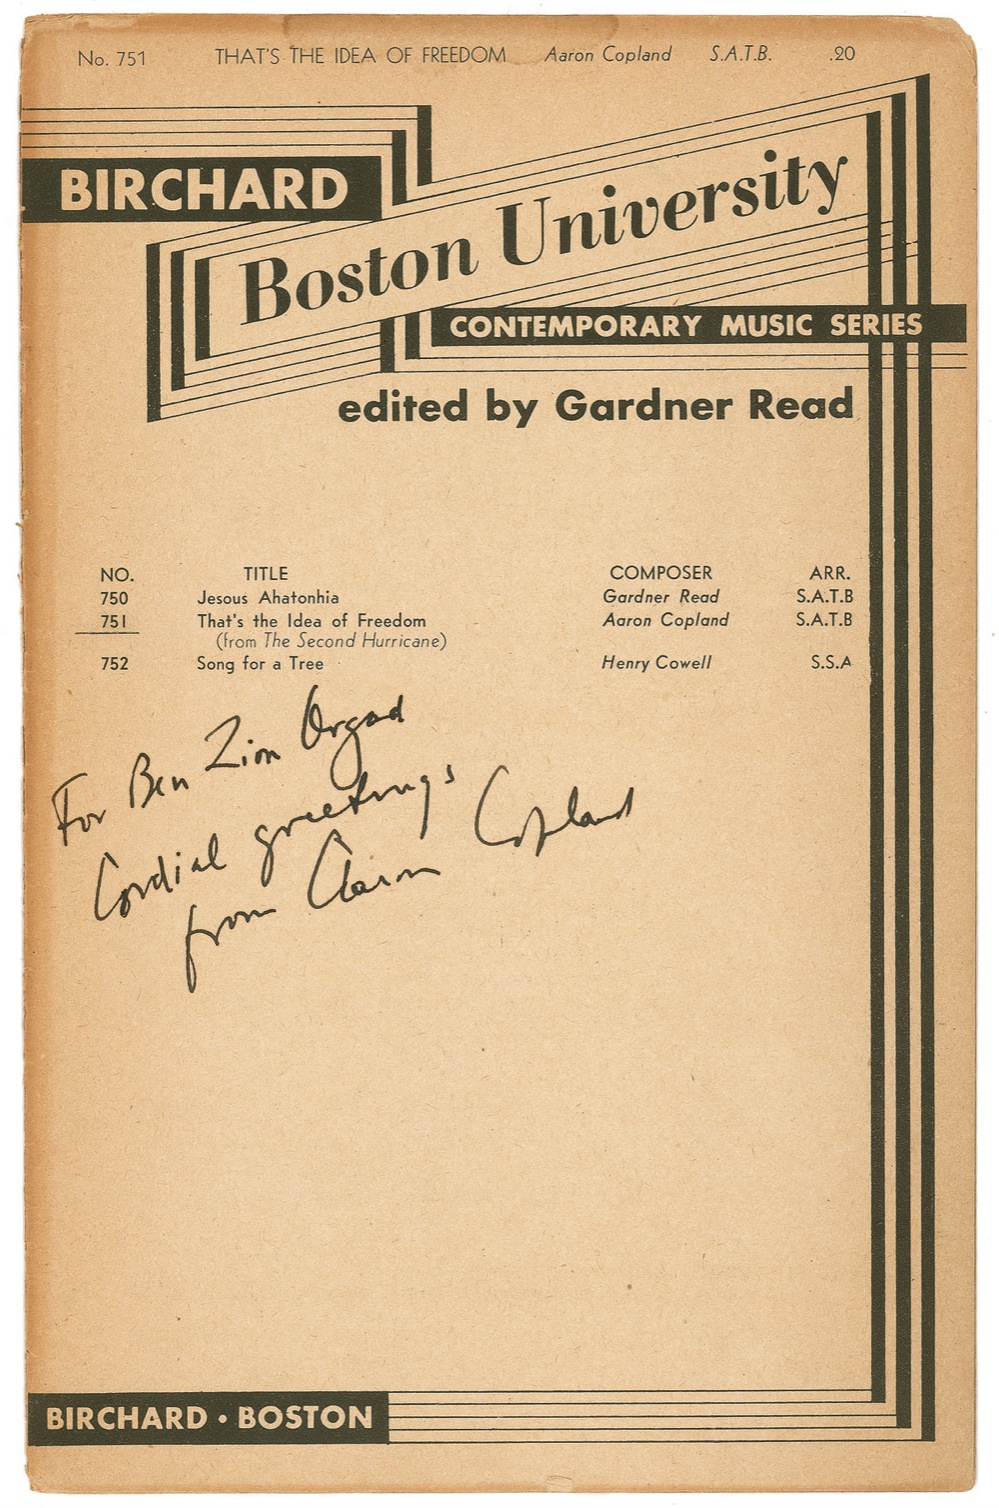 No. 751 THAT'S THE IDEA OF FREEDOM Aaron Copland S.A.T.B. .20
BIRCHARD
Boston University
CONTEMPORARY MUSIC SERIES
edited by Gardner Read
NO. TITLE COMPOSER ARR.
750 Jesous Ahatonhia Gardner Read S.A.T.B
751 That's the Idea of Freedom Aaron Copland S.A.T.B
(from The Second Hurricane)
752 Song for a Tree Henry Cowell S.S.A
For Ben Zion Orgad
Cordial greetings
from Aaron Copland
BIRCHARD • BOSTON